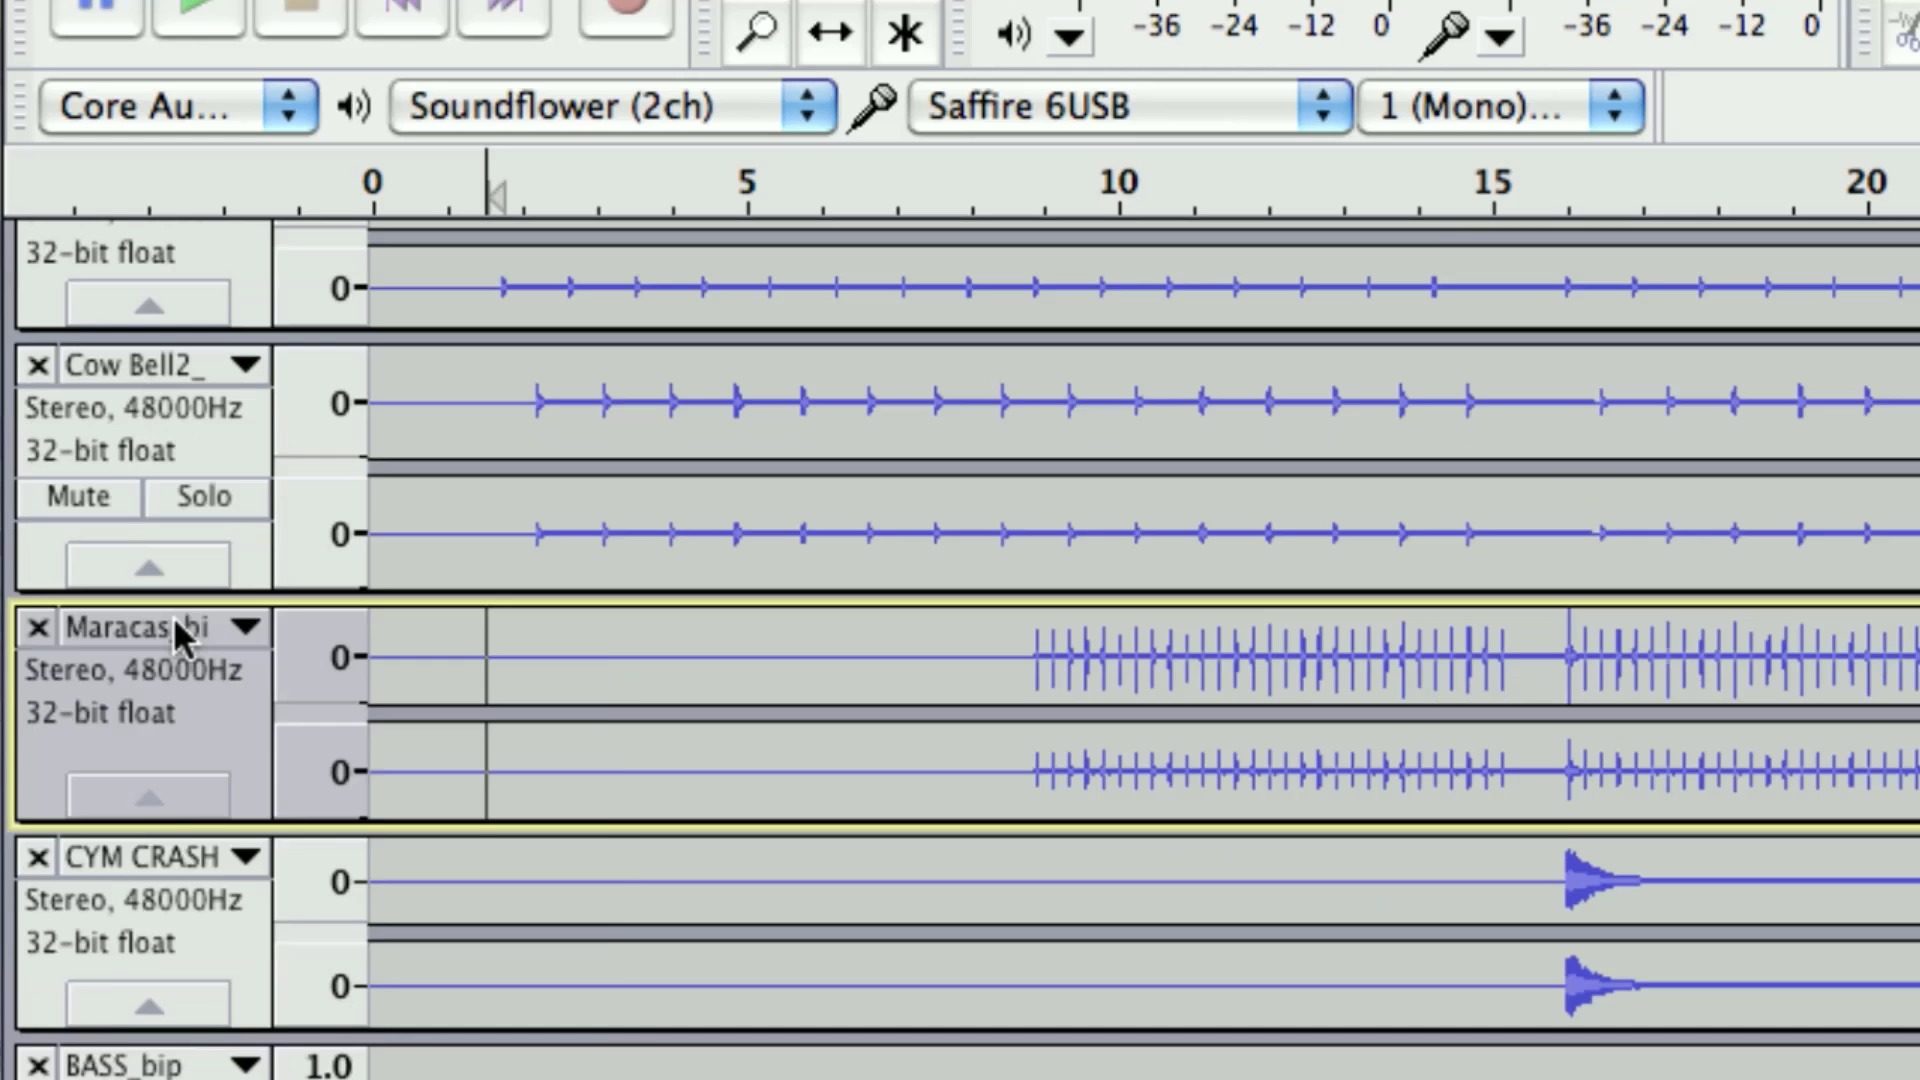 -36 -24 -12 0 -36 -24 -12 0
Core Au... Soundflower (2ch) Saffire 6USB 1 (Mono)...
0 5 10 15 20
32-bit float
0
Cow Bell2_
Stereo, 48000Hz
32-bit float
0
Mute Solo
0
Maracas_bi
Stereo, 48000Hz
32-bit float
0
0
CYM CRASH
Stereo, 48000Hz
32-bit float
0
0
BASS_bip 1.0